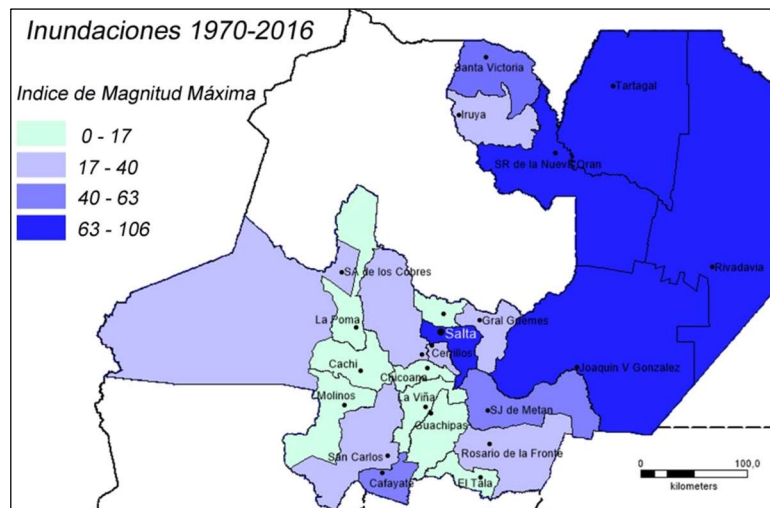 Inundaciones 1970-2016
Indice de Magnitud Máxima
0 - 17
17 - 40
40 - 63
63 - 106
Santa Victoria
Tartagal
Iruya
SR de la Nueva Oran
Rivadavia
SA de los Cobres
La Poma
Gral Guemes
Salta
Cerrillos
Cachi
Chicoana
Joaquin V Gonzalez
Molinos
La Viña
SJ de Metan
Guachipas
Rosario de la Fronte
San Carlos
Cafayate
El Tala
0 100,0
kilometers